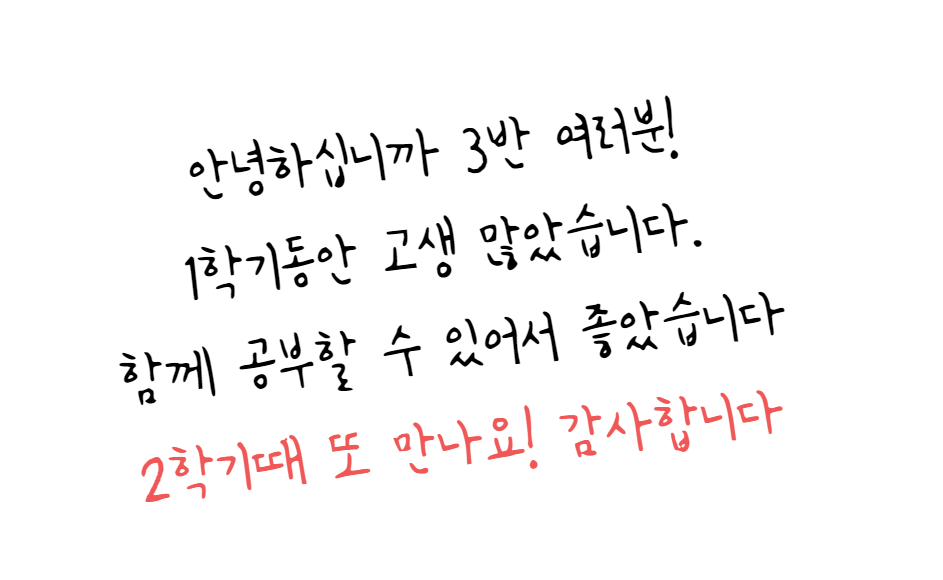 안녕하십니까 3반 여러분!
1학기동안 고생 많았습니다.
함께 공부할 수 있어서 좋았습니다
2학기때 또 만나요! 감사합니다